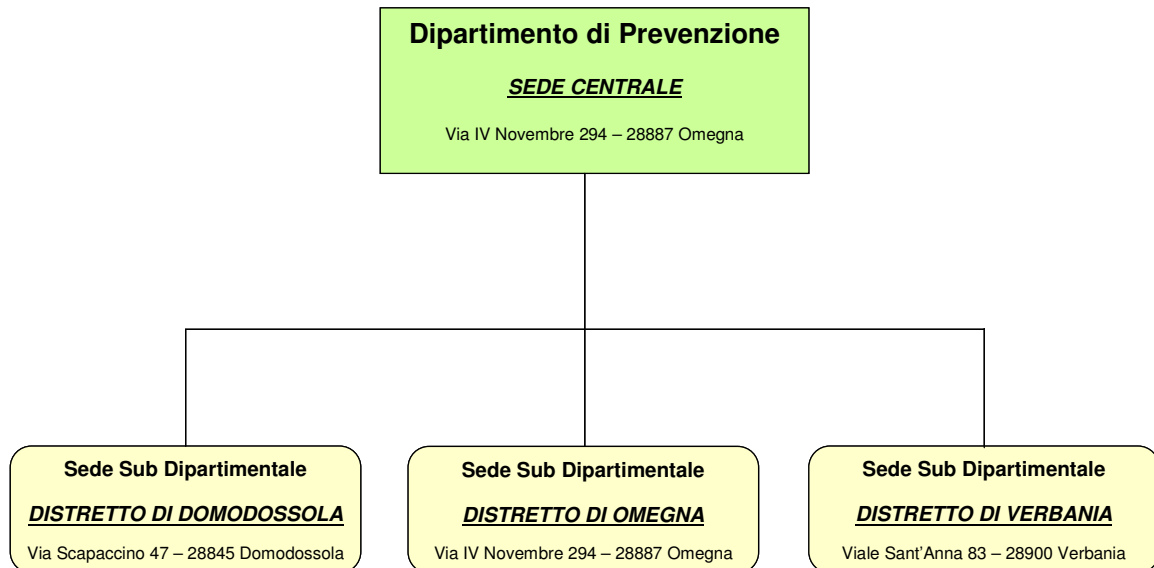 Dipartimento di Prevenzione
SEDE CENTRALE
Via IV Novembre 294 – 28887 Omegna
Sede Sub Dipartimentale
DISTRETTO DI DOMODOSSOLA
Via Scapaccino 47 – 28845 Domodossola
Sede Sub Dipartimentale
DISTRETTO DI OMEGNA
Via IV Novembre 294 – 28887 Omegna
Sede Sub Dipartimentale
DISTRETTO DI VERBANIA
Viale Sant'Anna 83 – 28900 Verbania